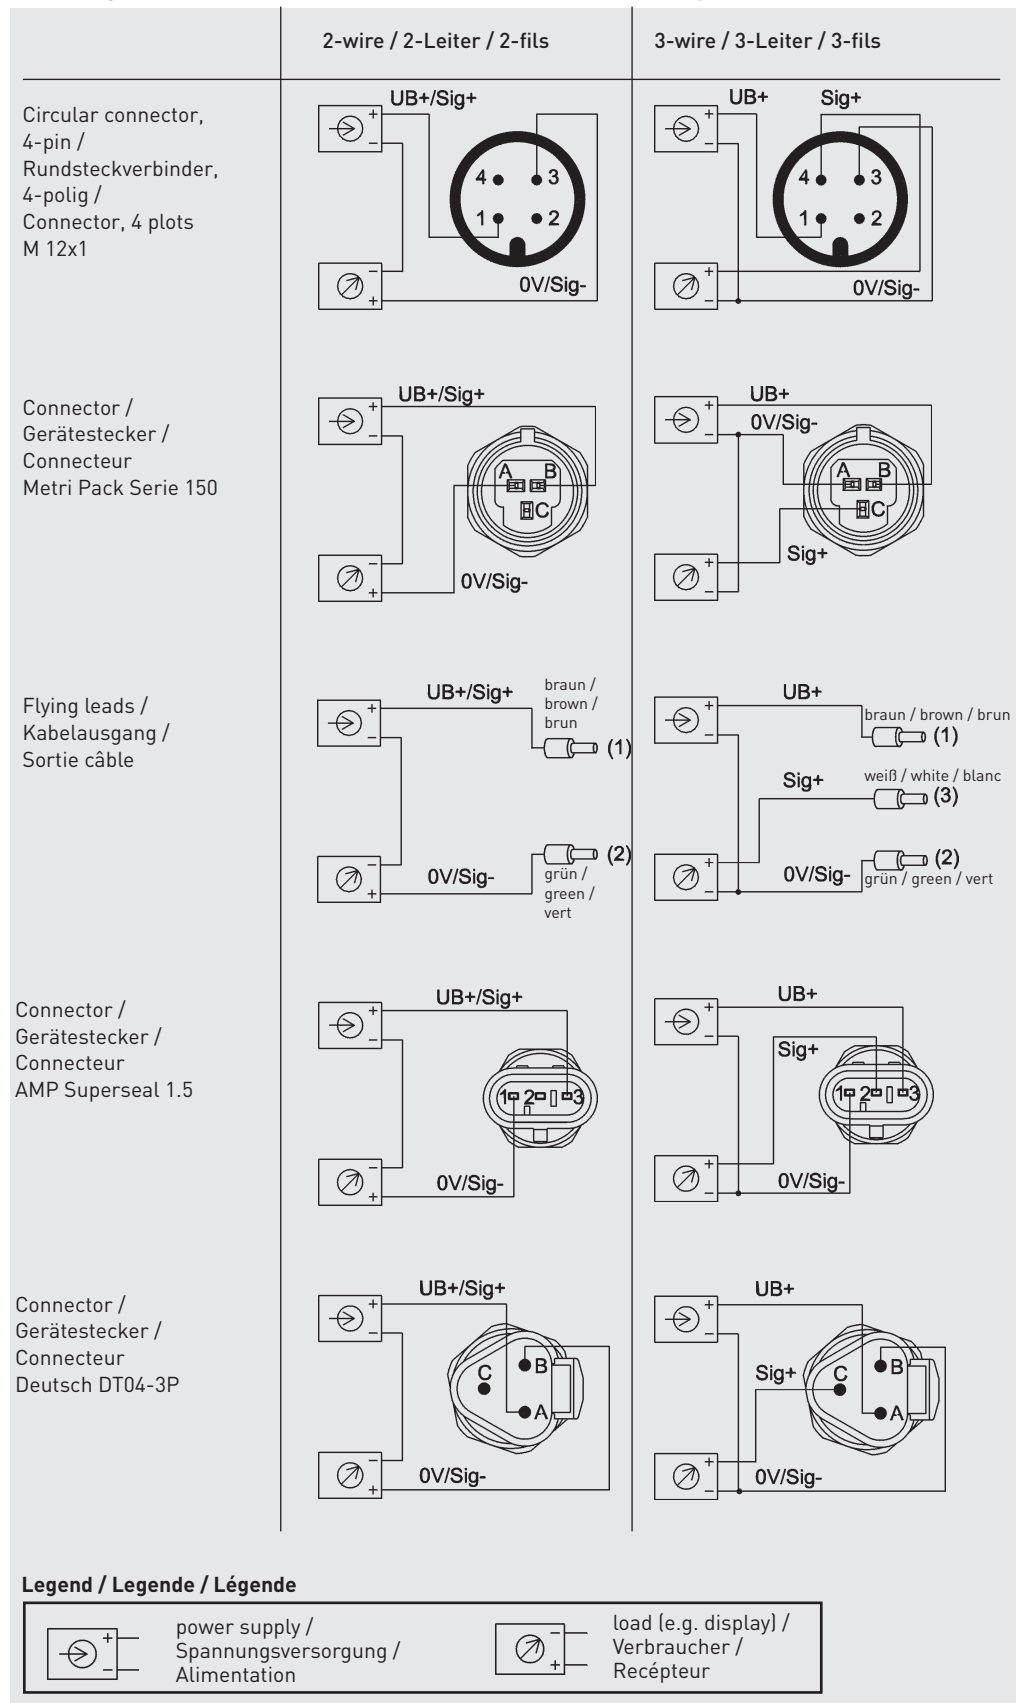 2-wire / 2-Leiter / 2-fils
3-wire / 3-Leiter / 3-fils
Circular connector,
4-pin /
Rundsteckverbinder,
4-polig /
Connector, 4 plots
M 12x1
UB+/Sig+
+
-
4
3
1
2
-
+
0V/Sig-
UB+
Sig+
+
-
4
3
1
2
+
-
0V/Sig-
Connector /
Gerätestecker /
Connecteur
Metri Pack Serie 150
UB+/Sig+
+
-
A
B
C
-
+
0V/Sig-
UB+
+
0V/Sig-
-
A
B
C
Sig+
+
-
Flying leads /
Kabelausgang /
Sortie câble
UB+/Sig+
braun /
brown /
brun
+
-
(1)
-
+
0V/Sig-
(2)
grün /
green /
vert
UB+
braun / brown / brun
+
-
(1)
Sig+
weiß / white / blanc
(3)
+
-
0V/Sig-
(2)
grün / green / vert
Connector /
Gerätestecker /
Connecteur
AMP Superseal 1.5
UB+/Sig+
+
-
1
2
3
-
+
0V/Sig-
UB+
+
-
Sig+
1
2
3
+
-
0V/Sig-
Connector /
Gerätestecker /
Connecteur
Deutsch DT04-3P
UB+/Sig+
+
-
C
B
A
-
+
0V/Sig-
UB+
+
-
Sig+
C
B
A
+
-
0V/Sig-
Legend / Legende / Légende
+
-
power supply /
Spannungsversorgung /
Alimentation
-
+
load (e.g. display) /
Verbraucher /
Recépteur